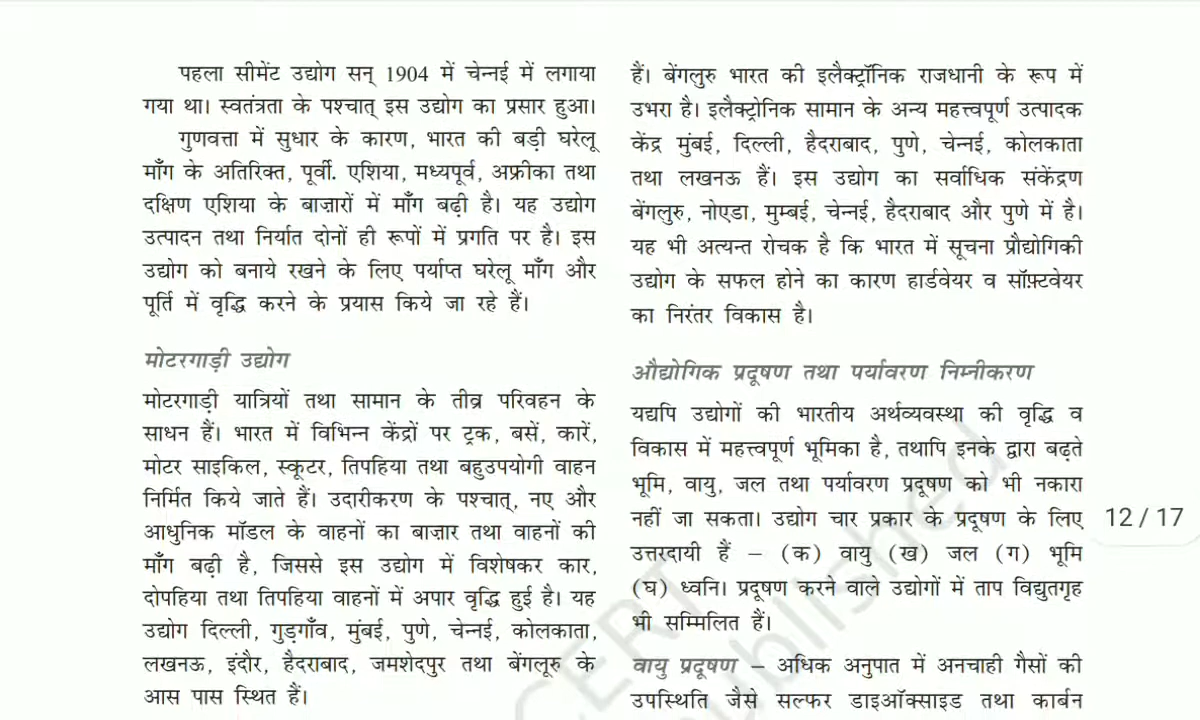 पहला सीमेंट उद्योग सन् 1904 में चेन्नई में लगाया
गया था। स्वतंत्रता के पश्चात् इस उद्योग का प्रसार हुआ।
गुणवत्ता में सुधार के कारण, भारत की बड़ी घरेलू
माँग के अतिरिक्त, पूर्वी. एशिया, मध्यपूर्व, अफ्रीका तथा
दक्षिण एशिया के बाज़ारों में माँग बढ़ी है। यह उद्योग
उत्पादन तथा निर्यात दोनों ही रूपों में प्रगति पर है। इस
उद्योग को बनाये रखने के लिए पर्याप्त घरेलू माँग और
पूर्ति में वृद्धि करने के प्रयास किये जा रहे हैं।
मोटरगाड़ी उद्योग
मोटरगाड़ी यात्रियों तथा सामान के तीव्र परिवहन के
साधन हैं। भारत में विभिन्न केंद्रों पर ट्रक, बसें, कारें,
मोटर साइकिल, स्कूटर, तिपहिया तथा बहुउपयोगी वाहन
निर्मित किये जाते हैं। उदारीकरण के पश्चात्, नए और
आधुनिक मॉडल के वाहनों का बाज़ार तथा वाहनों की
माँग बढ़ी है, जिससे इस उद्योग में विशेषकर कार,
दोपहिया तथा तिपहिया वाहनों में अपार वृद्धि हुई है। यह
उद्योग दिल्ली, गुड़गाँव, मुंबई, पुणे, चेन्नई, कोलकाता,
लखनऊ, इंदौर, हैदराबाद, जमशेदपुर तथा बेंगलूरु के
आस पास स्थित हैं।
हैं। बेंगलुरु भारत की इलैक्ट्रॉनिक राजधानी के रूप में
उभरा है। इलैक्ट्रोनिक सामान के अन्य महत्त्वपूर्ण उत्पादक
केंद्र मुंबई, दिल्ली, हैदराबाद, पुणे, चेन्नई, कोलकाता
तथा लखनऊ हैं। इस उद्योग का सर्वाधिक संकेंद्रण
बेंगलुरु, नोएडा, मुम्बई, चेन्नई, हैदराबाद और पुणे में है।
यह भी अत्यन्त रोचक है कि भारत में सूचना प्रौद्योगिकी
उद्योग के सफल होने का कारण हार्डवेयर व सॉफ़्टवेयर
का निरंतर विकास है।
औद्योगिक प्रदूषण तथा पर्यावरण निम्नीकरण
यद्यपि उद्योगों की भारतीय अर्थव्यवस्था की वृद्धि व
विकास में महत्त्वपूर्ण भूमिका है, तथापि इनके द्वारा बढ़ते
भूमि, वायु, जल तथा पर्यावरण प्रदूषण को भी नकारा
नहीं जा सकता। उद्योग चार प्रकार के प्रदूषण के लिए
उत्तरदायी हैं – (क) वायु (ख) जल (ग) भूमि
(घ) ध्वनि। प्रदूषण करने वाले उद्योगों में ताप विद्युतगृह
भी सम्मिलित हैं।
वायु प्रदूषण – अधिक अनुपात में अनचाही गैसों की
उपस्थिति जैसे सल्फर डाइऑक्साइड तथा कार्बन
12 / 17